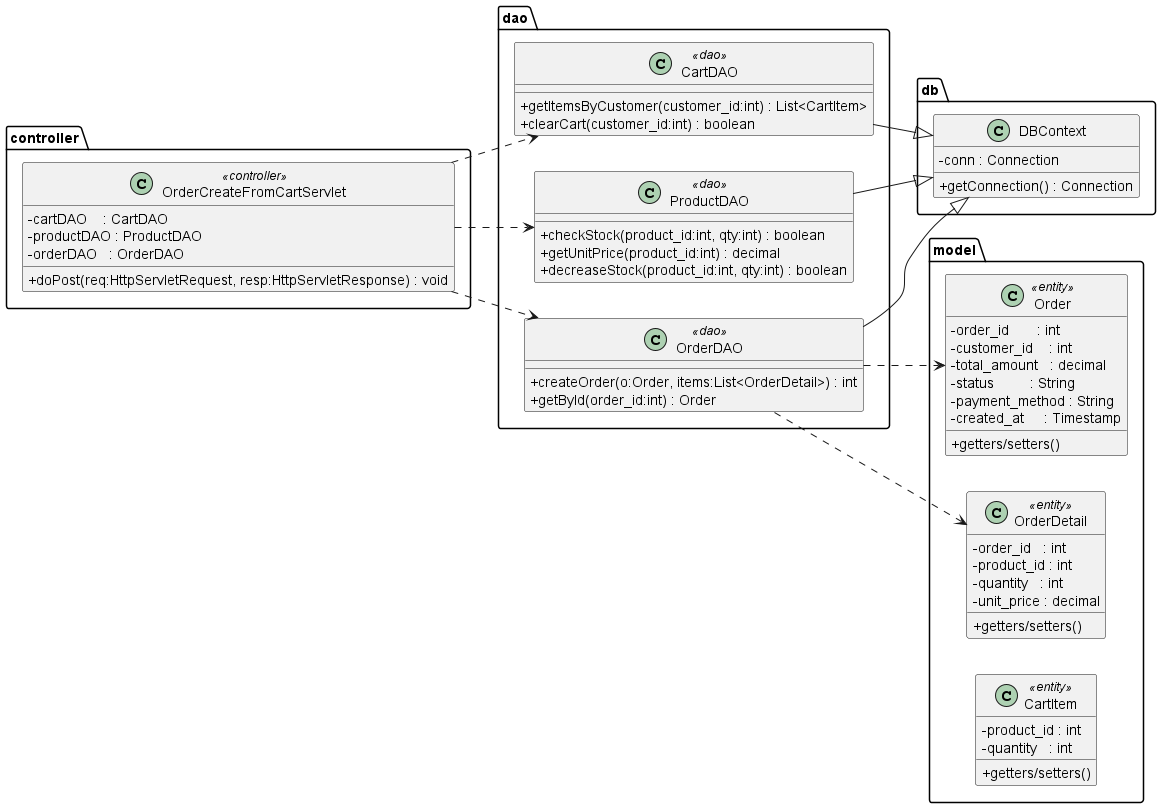 controller
C
«controller»
OrderCreateFromCartServlet
-cartDAO : CartDAO
-productDAO : ProductDAO
-orderDAO : OrderDAO
+doPost(req:HttpServletRequest, resp:HttpServletResponse) : void
dao
C
«dao»
CartDAO
+getItemsByCustomer(customer_id:int) : List<CartItem>
+clearCart(customer_id:int) : boolean
C
«dao»
ProductDAO
+checkStock(product_id:int, qty:int) : boolean
+getUnitPrice(product_id:int) : decimal
+decreaseStock(product_id:int, qty:int) : boolean
C
«dao»
OrderDAO
+createOrder(o:Order, items:List<OrderDetail>) : int
+getById(order_id:int) : Order
db
C
DBContext
-conn : Connection
+getConnection() : Connection
model
C
«entity»
Order
-order_id : int
-customer_id : int
-total_amount : decimal
-status : String
-payment_method : String
-created_at : Timestamp
+getters/setters()
C
«entity»
OrderDetail
-order_id : int
-product_id : int
-quantity : int
-unit_price : decimal
+getters/setters()
C
«entity»
CartItem
-product_id : int
-quantity : int
+getters/setters()